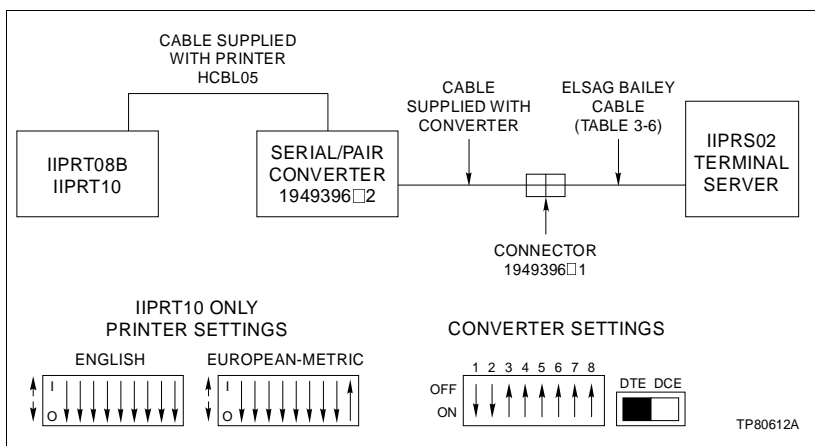 CABLE SUPPLIED
WITH PRINTER
HCBL05
IIPRT08B
IIPRT10
SERIAL/PAIR
CONVERTER
1949396□2
CABLE
SUPPLIED WITH
CONVERTER
ELSAG BAILEY
CABLE
(TABLE 3-6)
IIPRS02
TERMINAL
SERVER
CONNECTOR
1949396□1
IIPRT10 ONLY
PRINTER SETTINGS
ENGLISH
I
O
EUROPEAN-METRIC
I
O
CONVERTER SETTINGS
1 2 3 4 5 6 7 8
OFF
ON
DTE DCE
TP80612A